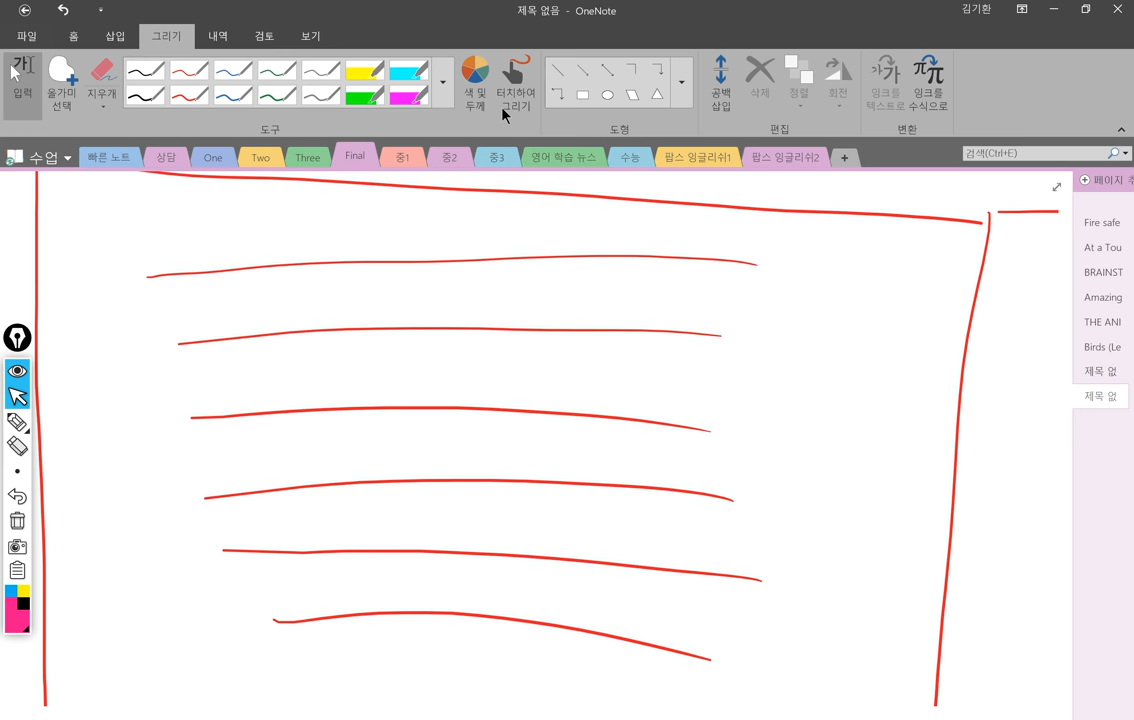 제목 없음 - OneNote
김기환
파일 홈 삽입 그리기 내역 검토 보기
가
입력
올가미
선택
지우개
색 및
두께
터치하여
그리기
공백
삽입
삭제
정렬
회전
잉크를
텍스트로
잉크를
수식으로
도구 도형 편집 변환
수업 빠른 노트 상담 One Two Three Final 중1 중2 중3 영어 학습 뉴스 수능 팝스 잉글리쉬1 팝스 잉글리쉬2 +
검색(Ctrl+E)
페이지 추
Fire safe
At a Tou
BRAINST
Amazing
THE ANI
Birds (Le
제목 없
제목 없